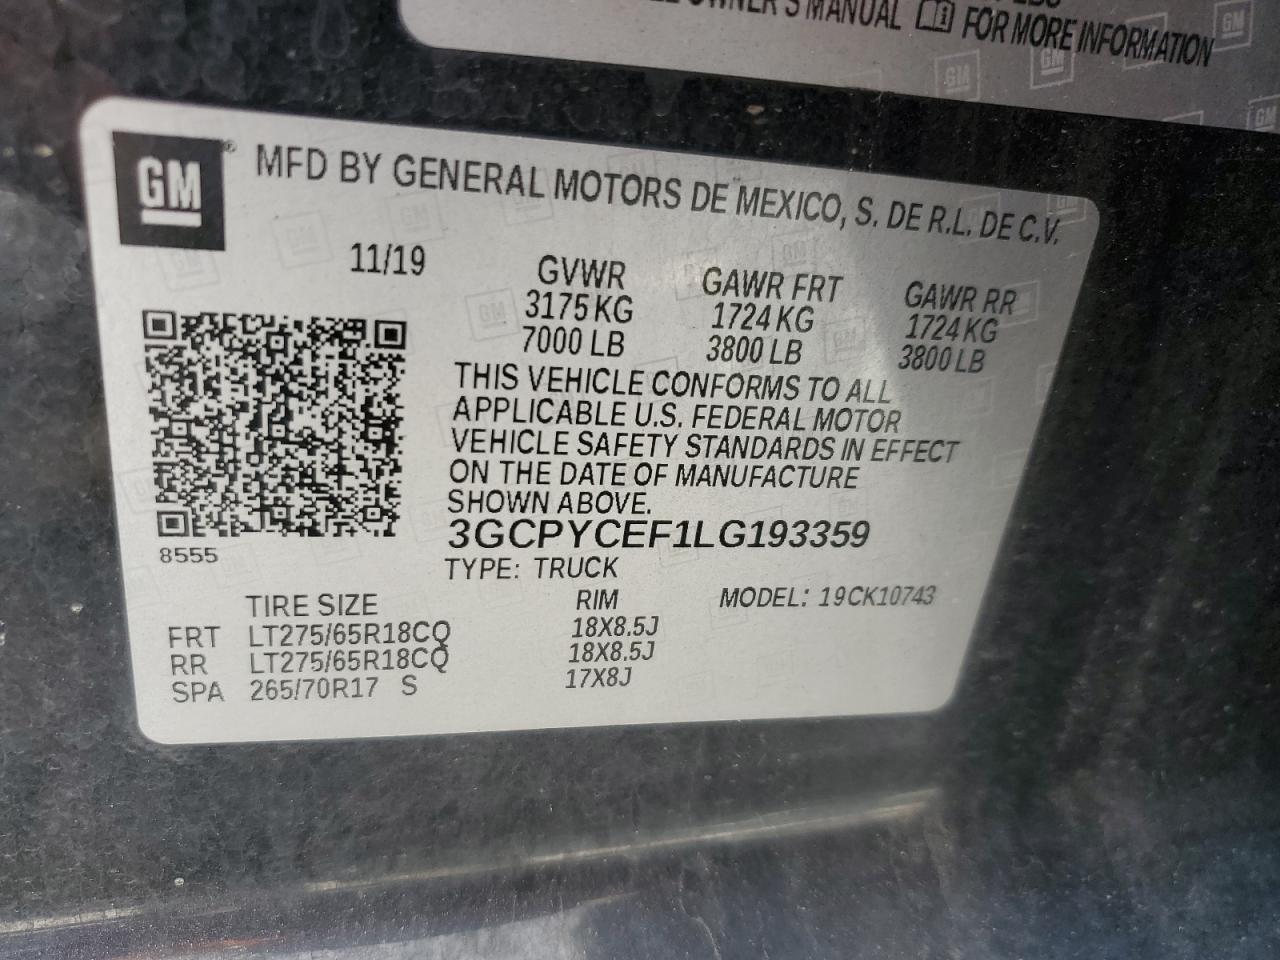 OWNER'S MANUAL FOR MORE INFORMATION
GM ® MFD BY GENERAL MOTORS DE MEXICO, S. DE R.L. DE C.V.
11/19 GVWR GAWR FRT GAWR RR
3175 KG 1724 KG 1724 KG
7000 LB 3800 LB 3800 LB
THIS VEHICLE CONFORMS TO ALL
APPLICABLE U.S. FEDERAL MOTOR
VEHICLE SAFETY STANDARDS IN EFFECT
ON THE DATE OF MANUFACTURE
SHOWN ABOVE.
3GCPYCEF1LG193359
8555
TYPE: TRUCK
TIRE SIZE RIM MODEL: 19CK10743
FRT LT275/65R18CQ 18X8.5J
RR LT275/65R18CQ 18X8.5J
SPA 265/70R17 S 17X8J